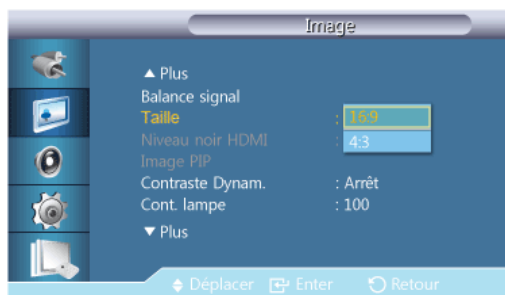 Image
▲ Plus
Balance signal
Taille : 16:9
Niveau noir HDMI : 4:3
Image PIP
Contraste Dynam. : Arrêt
Cont. lampe : 100
▼ Plus
Déplacer Enter Retour